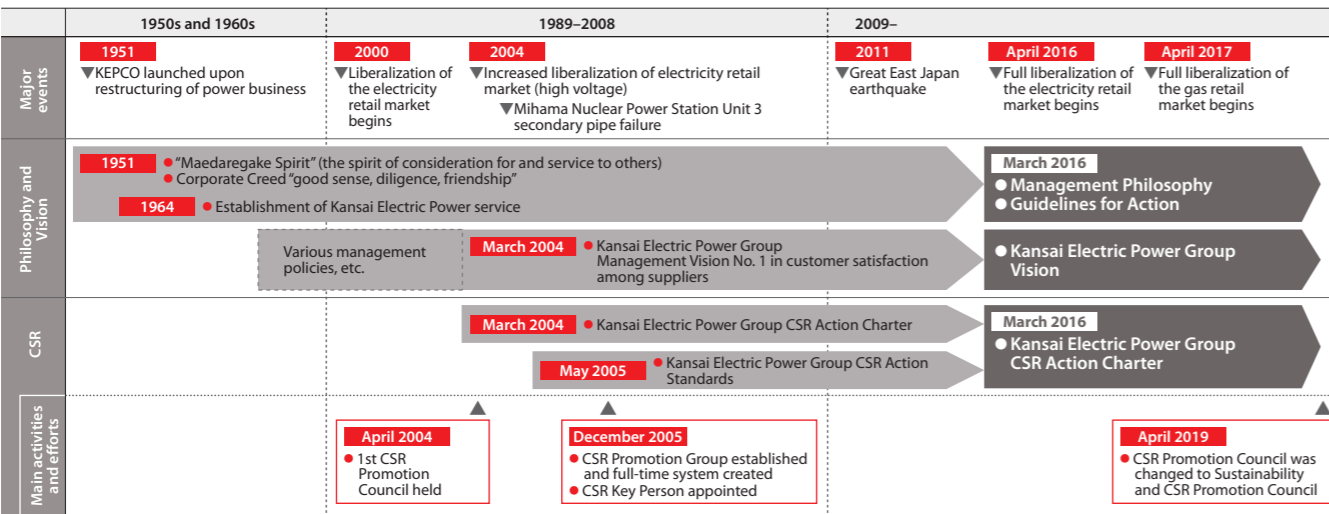 1950s and 1960s
1989–2008
2009–
Major
events
1951
▼KEPCO launched upon
restructuring of power business
2000
▼Liberalization of
the electricity
retail market
begins
2004
▼Increased liberalization of electricity retail
market (high voltage)
▼Mihama Nuclear Power Station Unit 3
secondary pipe failure
2011
▼Great East Japan
earthquake
April 2016
▼Full liberalization of
the electricity retail
market begins
April 2017
▼Full liberalization of
the gas retail
market begins
Philosophy and
Vision
1951
● “Maedaregake Spirit” (the spirit of consideration for and service to others)
● Corporate Creed “good sense, diligence, friendship”
1964
● Establishment of Kansai Electric Power service
March 2016
● Management Philosophy
● Guidelines for Action
Various management
policies, etc.
March 2004
● Kansai Electric Power Group
Management Vision No. 1 in customer satisfaction
among suppliers
● Kansai Electric Power Group
Vision
CSR
March 2004
● Kansai Electric Power Group CSR Action Charter
May 2005
● Kansai Electric Power Group CSR Action
Standards
March 2016
● Kansai Electric Power Group
CSR Action Charter
Main activities
and efforts
April 2004
● 1st CSR
Promotion
Council held
December 2005
● CSR Promotion Group established
and full-time system created
● CSR Key Person appointed
April 2019
● CSR Promotion Council was
changed to Sustainability
and CSR Promotion Council